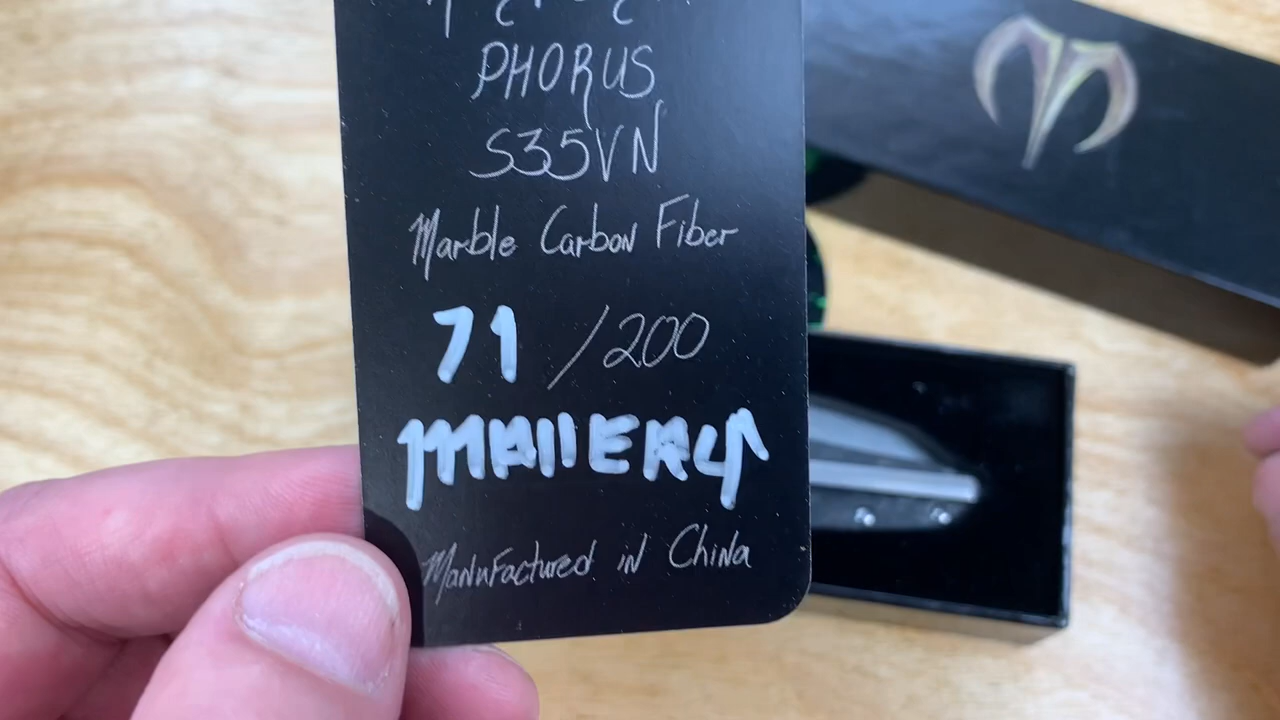 PHORUS
S35VN
Marble Carbon Fiber
71 /200
Manufactured in China